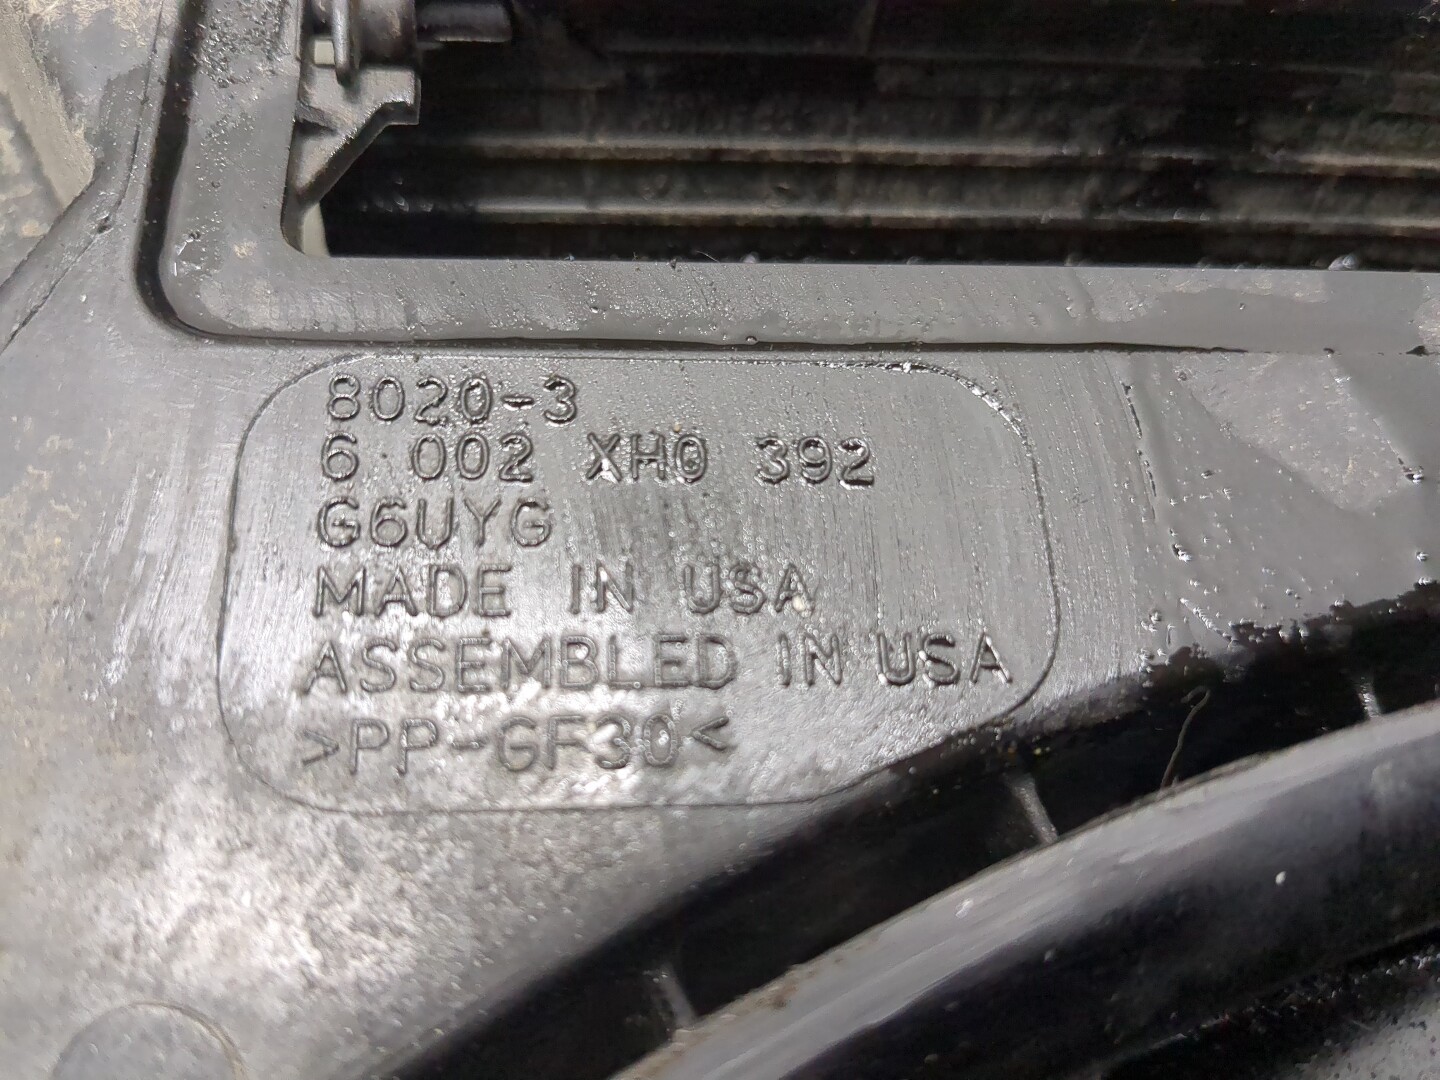 8020-3
6 002 XH0 392
G6UYG
MADE IN USA
ASSEMBLED IN USA
>PP-GF30<